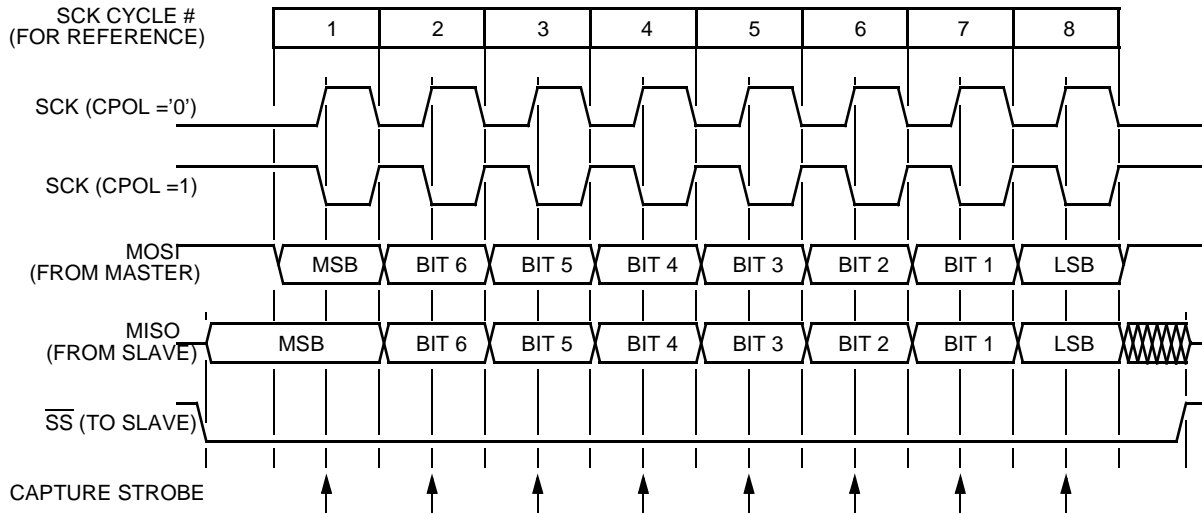 SCK CYCLE #
(FOR REFERENCE)
1 2 3 4 5 6 7 8
SCK (CPOL ='0')
SCK (CPOL =1)
MOSI
(FROM MASTER)
MSB BIT 6 BIT 5 BIT 4 BIT 3 BIT 2 BIT 1 LSB
MISO
(FROM SLAVE)
MSB BIT 6 BIT 5 BIT 4 BIT 3 BIT 2 BIT 1 LSB
SS (TO SLAVE)
CAPTURE STROBE